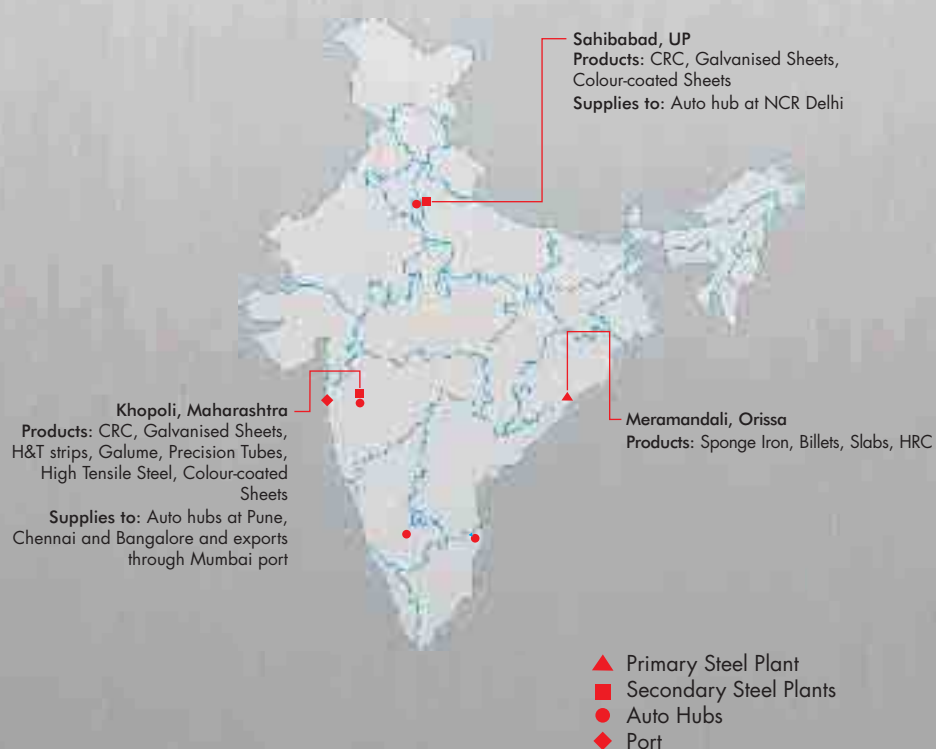 Sahibabad, UP
Products: CRC, Galvanised Sheets,
Colour-coated Sheets
Supplies to: Auto hub at NCR Delhi
Khopoli, Maharashtra
Products: CRC, Galvanised Sheets,
H&T strips, Galume, Precision Tubes,
High Tensile Steel, Colour-coated
Sheets
Supplies to: Auto hubs at Pune,
Chennai and Bangalore and exports
through Mumbai port
Meramandali, Orissa
Products: Sponge Iron, Billets, Slabs, HRC
Primary Steel Plant
Secondary Steel Plants
Auto Hubs
Port